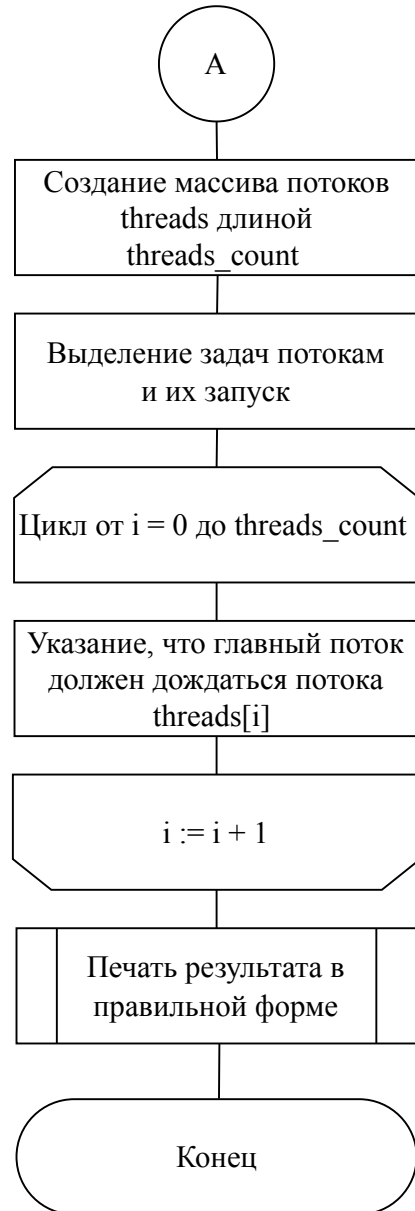 А
Создание массива потоков
threads длиной
threads_count
Выделение задач потокам
и их запуск
Цикл от i = 0 до threads_count
Указание, что главный поток
должен дождаться потока
threads[i]
i := i + 1
Печать результата в
правильной форме
Конец